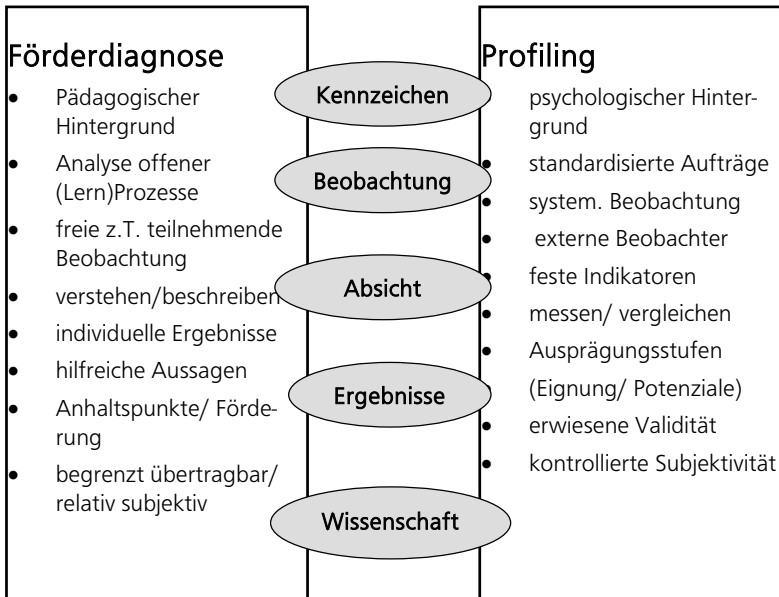 Förderdiagnose
Pädagogischer
Hintergrund
Analyse offener
(Lern)Prozesse
freie z.T. teilnehmende
Beobachtung
verstehen/beschreiben
individuelle Ergebnisse
hilfreiche Aussagen
Anhaltspunkte/ Förde-
rung
begrenzt übertragbar/
relativ subjektiv
Kennzeichen
Beobachtung
Absicht
Ergebnisse
Wissenschaft
Profiling
psychologischer Hinter-
grund
standardisierte Aufträge
system. Beobachtung
externe Beobachter
feste Indikatoren
messen/ vergleichen
Ausprägungsstufen
(Eignung/ Potenziale)
erwiesene Validität
kontrollierte Subjektivität